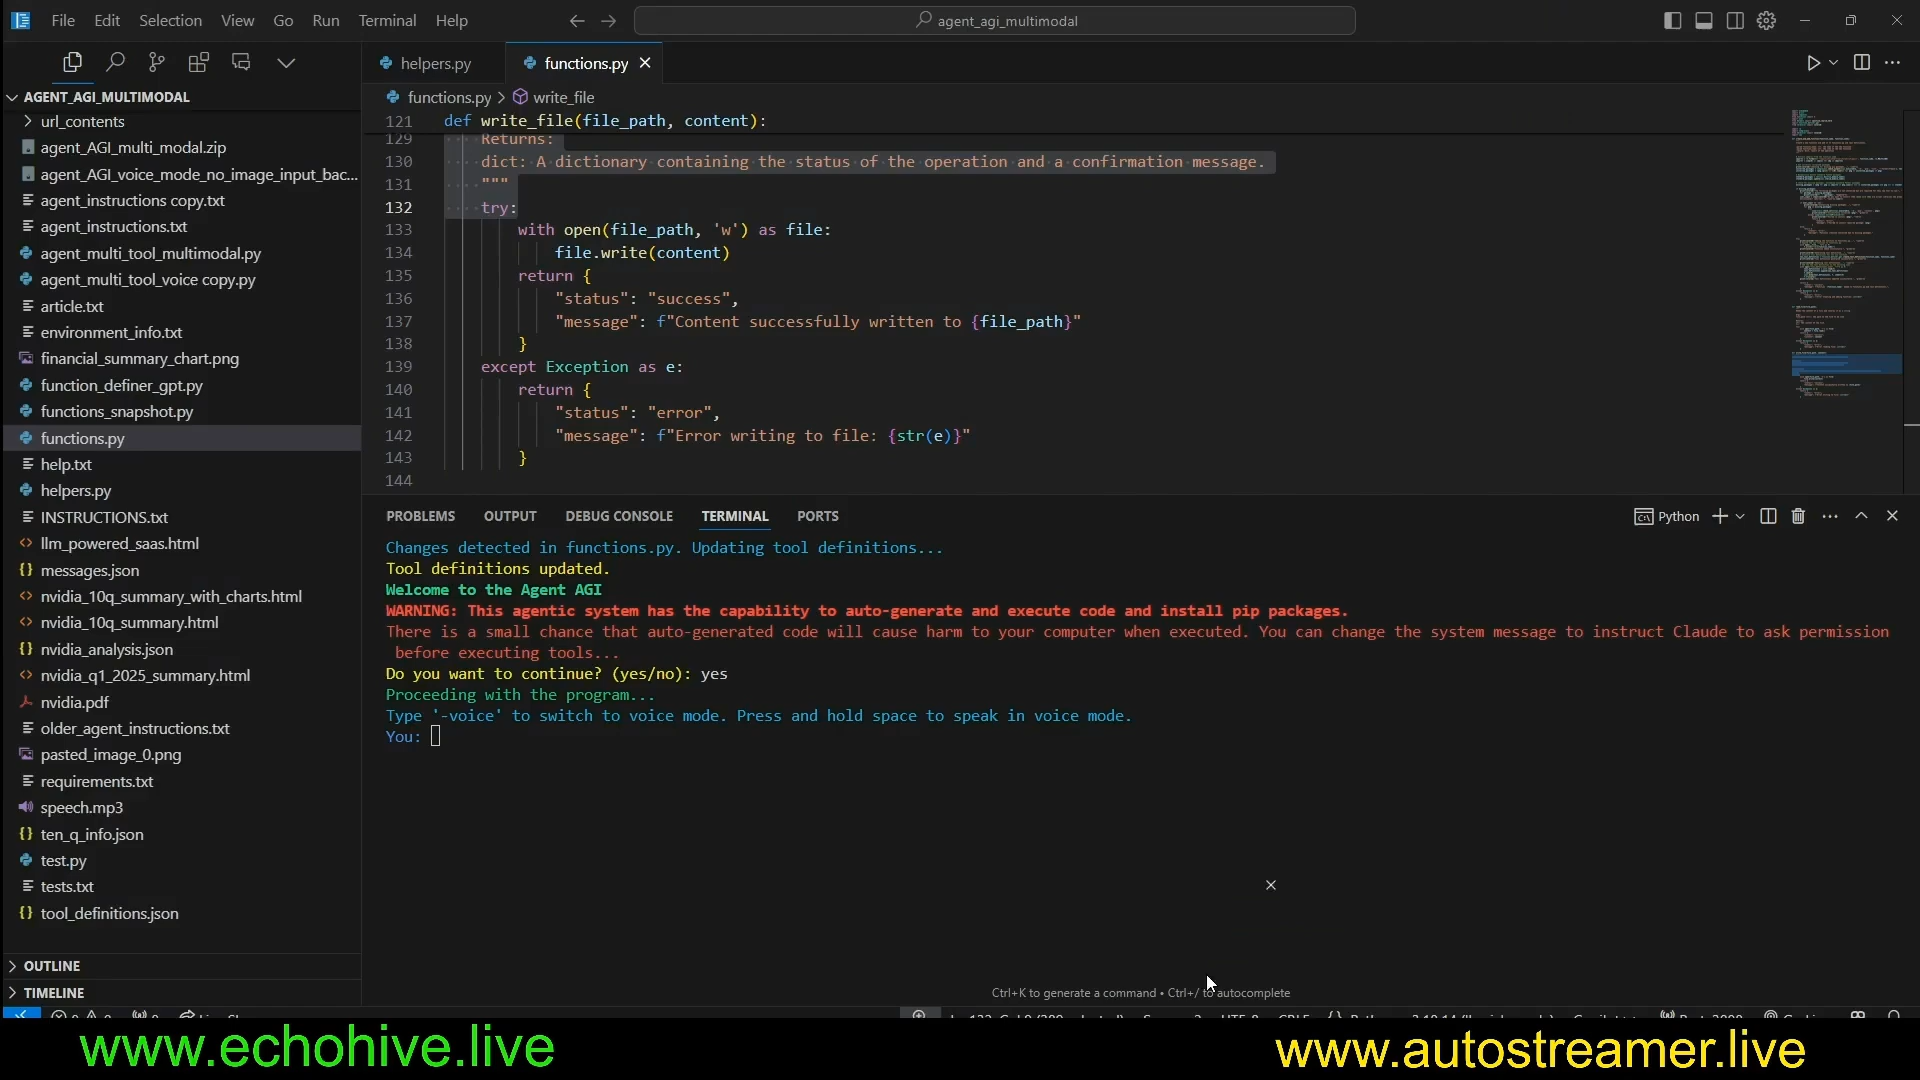 File Edit Selection View Go Run Terminal Help
agent_agi_multimodal
AGENT_AGI_MULTIMODAL
url_contents
agent_AGI_multi_modal.zip
agent_AGI_voice_mode_no_image_input_bac...
agent_instructions copy.txt
agent_instructions.txt
agent_multi_tool_multimodal.py
agent_multi_tool_voice copy.py
article.txt
environment_info.txt
financial_summary_chart.png
function_definer_gpt.py
functions_snapshot.py
functions.py
help.txt
helpers.py
INSTRUCTIONS.txt
llm_powered_saas.html
messages.json
nvidia_10q_summary_with_charts.html
nvidia_10q_summary.html
nvidia_analysis.json
nvidia_q1_2025_summary.html
nvidia.pdf
older_agent_instructions.txt
pasted_image_0.png
requirements.txt
speech.mp3
ten_q_info.json
test.py
tests.txt
tool_definitions.json
OUTLINE
TIMELINE
helpers.py functions.py
functions.py > write_file
121 def write_file(file_path, content):
129 Returns:
130 dict: A dictionary containing the status of the operation and a confirmation message.
131 """
132 try:
133 with open(file_path, 'w') as file:
134 file.write(content)
135 return {
136 "status": "success",
137 "message": f"Content successfully written to {file_path}"
138 }
139 except Exception as e:
140 return {
141 "status": "error",
142 "message": f"Error writing to file: {str(e)}"
143 }
144
PROBLEMS OUTPUT DEBUG CONSOLE TERMINAL PORTS
Python
Changes detected in functions.py. Updating tool definitions...
Tool definitions updated.
Welcome to the Agent AGI
WARNING: This agentic system has the capability to auto-generate and execute code and install pip packages.
There is a small chance that auto-generated code will cause harm to your computer when executed. You can change the system message to instruct Claude to ask permission
before executing tools...
Do you want to continue? (yes/no): yes
Proceeding with the program...
Type '-voice' to switch to voice mode. Press and hold space to speak in voice mode.
You:
Ctrl+K to generate a command • Ctrl+/ to autocomplete
www.echohive.live
www.autostreamer.live